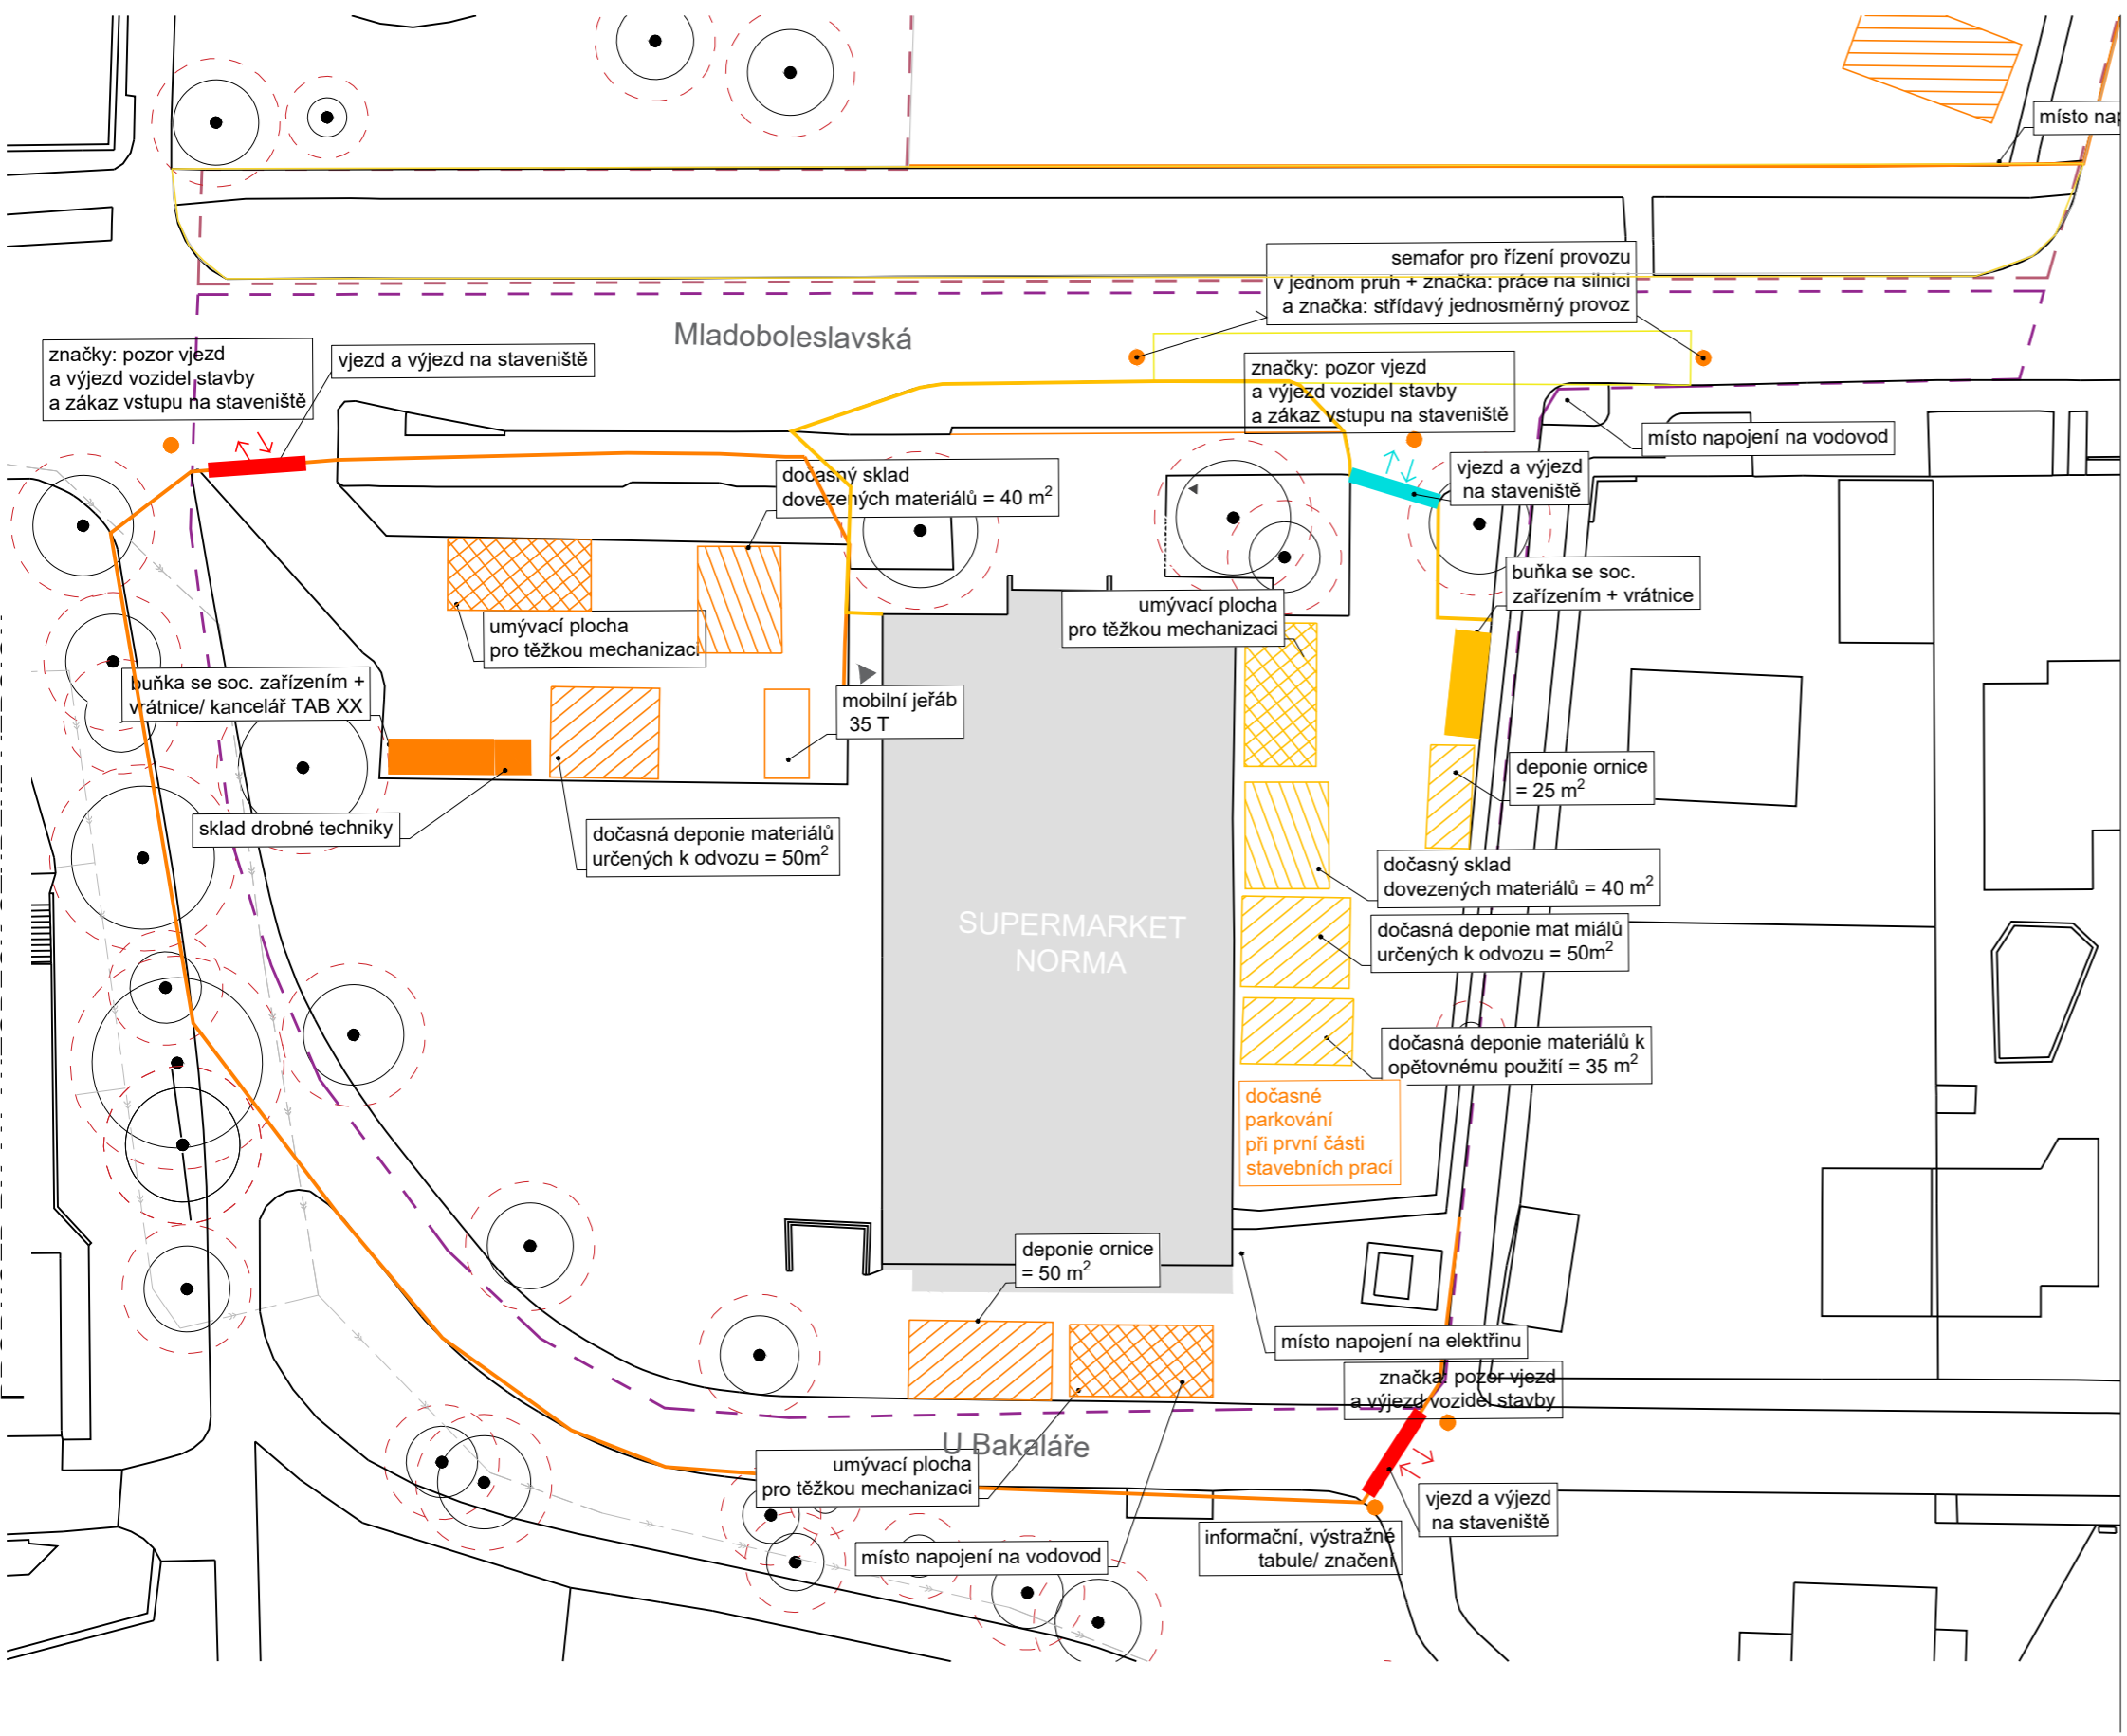 místo nap
semafor pro řízení provozu
v jednom pruh + značka: práce na silnici
a značka: střídavý jednosměrný provoz
Mladoboleslavská
značky: pozor vjezd
a výjezd vozidel stavby
a zákaz vstupu na staveniště
vjezd a výjezd na staveniště
značky: pozor vjezd
a výjezd vozidel stavby
a zákaz vstupu na staveniště
místo napojení na vodovod
dočasný sklad
dovezených materiálů = 40 m²
vjezd a výjezd
na staveniště
buňka se soc.
zařízením + vrátnice
umývací plocha
pro těžkou mechanizaci
umývací plocha
pro těžkou mechanizaci
buňka se soc. zařízením +
vrátnice/ kancelář TAB XX
mobilní jeřáb
35 T
deponie ornice
= 25 m²
sklad drobné techniky
dočasná deponie materiálů
určených k odvozu = 50m²
dočasný sklad
dovezených materiálů = 40 m²
SUPERMARKET
NORMA
dočasná deponie mat miálů
určených k odvozu = 50m²
dočasná deponie materiálů k
opětovnému použití = 35 m²
dočasné
parkování
při první části
stavebních prací
deponie ornice
= 50 m²
místo napojení na elektřinu
značka: pozor vjezd
a výjezd vozidel stavby
U Bakaláře
umývací plocha
pro těžkou mechanizaci
vjezd a výjezd
na staveniště
informační, výstražné
tabule/ značení
místo napojení na vodovod